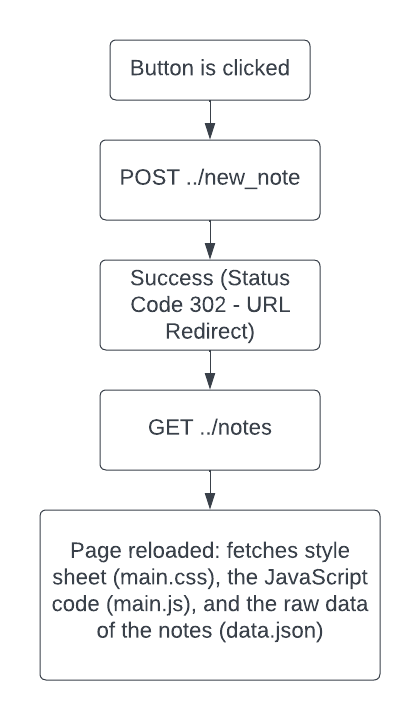 Button is clicked
POST ../new_note
Success (Status
Code 302 - URL
Redirect)
GET ../notes
Page reloaded: fetches style
sheet (main.css), the JavaScript
code (main.js), and the raw data
of the notes (data.json)